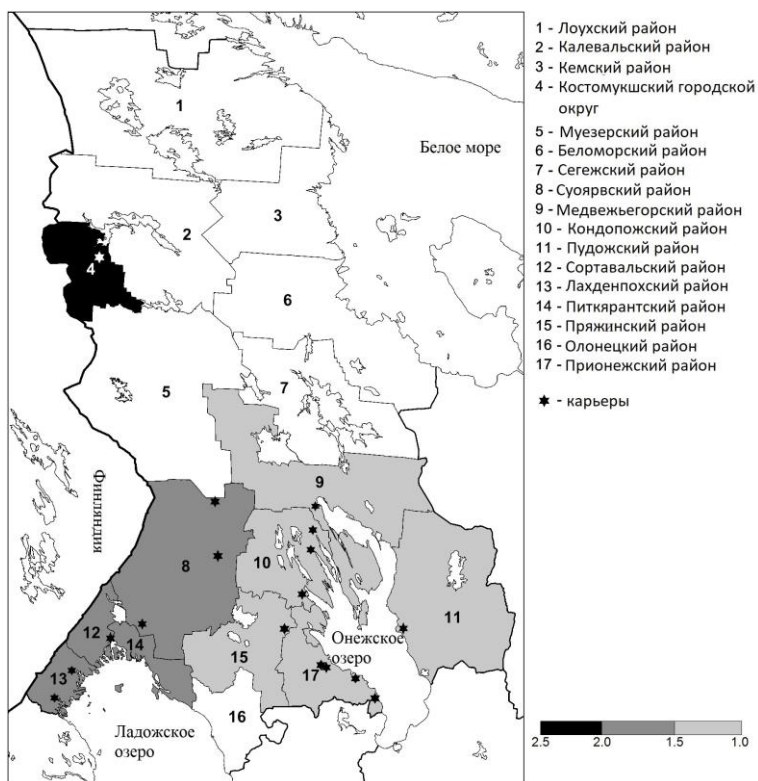 1 - Лоухский район
2 - Калевальский район
3 - Кемский район
4 - Костомукшский городской
округ
5 - Муезерский район
6 - Беломорский район
7 - Сегежский район
8 - Суоярвский район
9 - Медвежьегорский район
10 - Кондопожский район
11 - Пудожский район
12 - Сортавальский район
13 - Лахденпохский район
14 - Питкярантский район
15 - Пряжинский район
16 - Олонецкий район
17 - Прионежский район
- карьеры
1
Белое море
2
3
4
6
5
7
Финляндия
9
8
10
11
12
14
Онежское
озеро
15
13
17
16
Ладожское
озеро
2.5 2.0 1.5 1.0